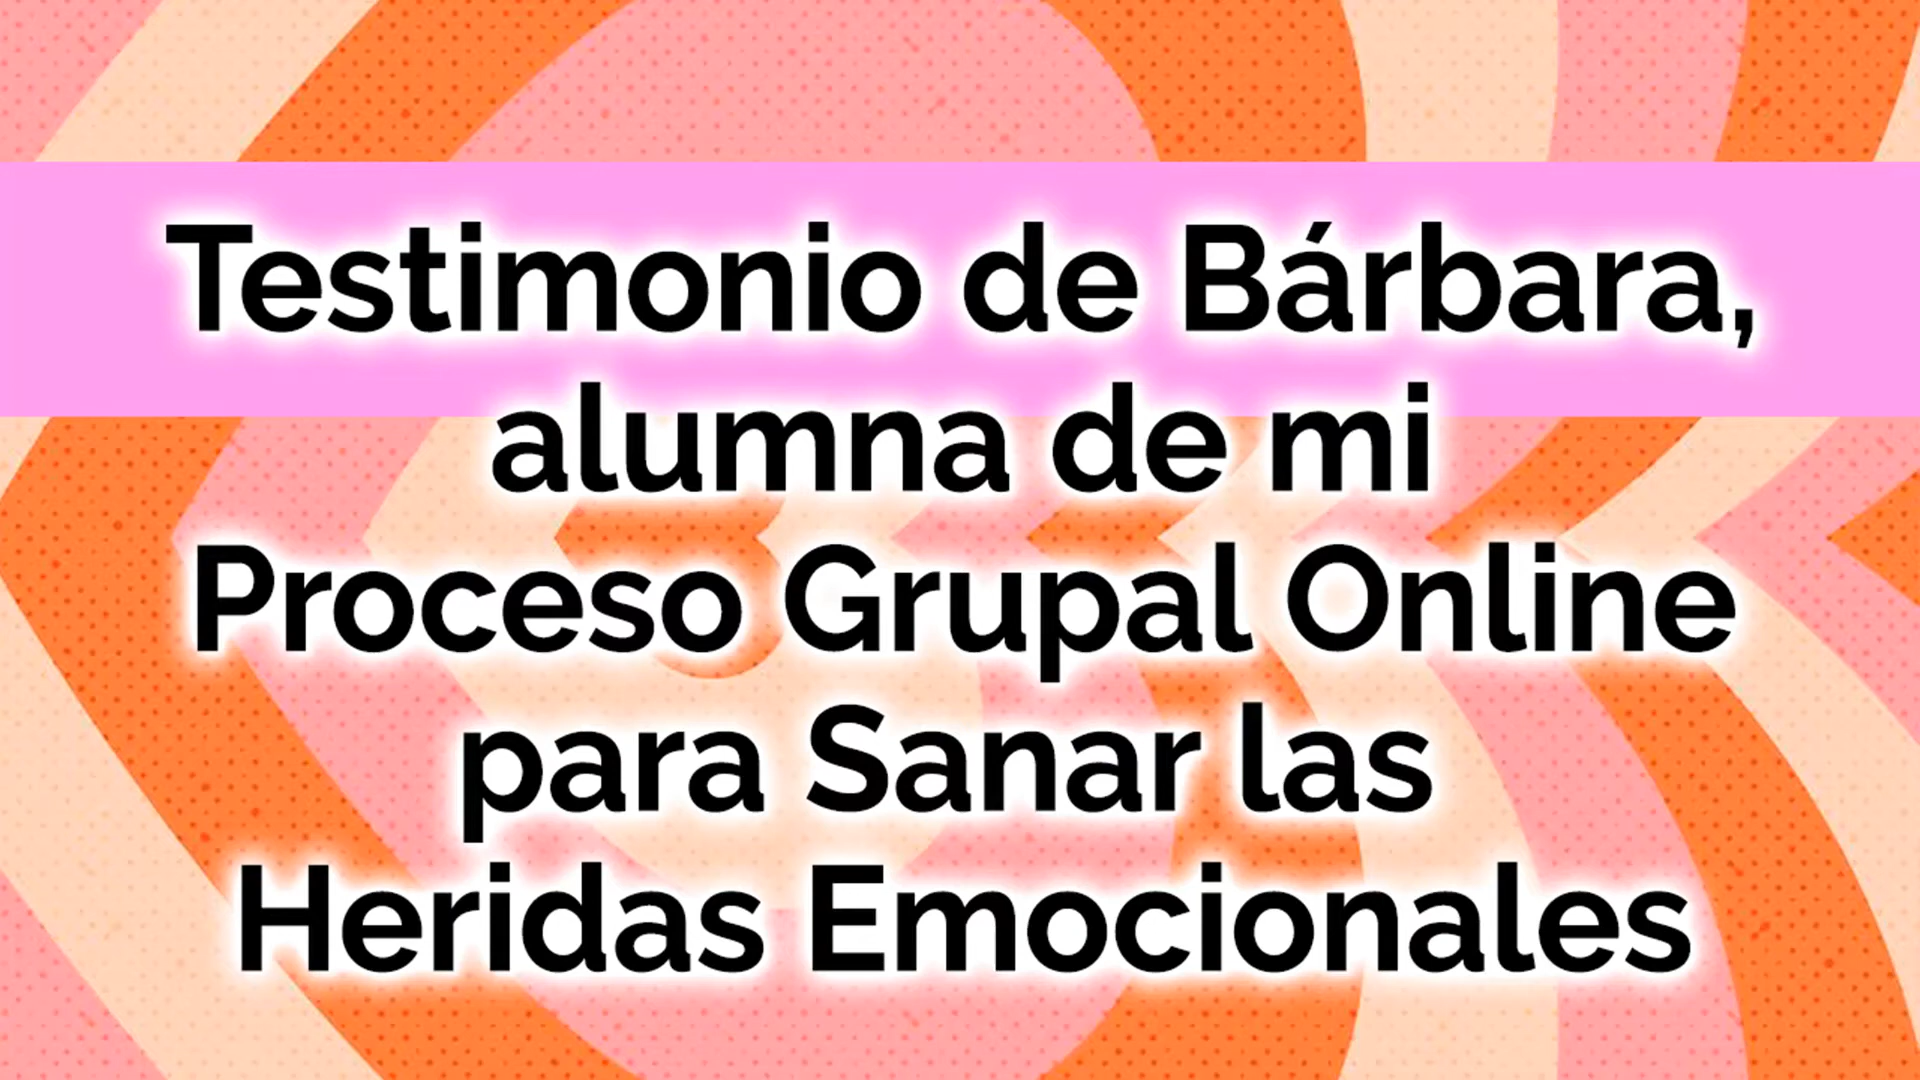 Testimonio de Bárbara,
alumna de mi
Proceso Grupal Online
para Sanar las
Heridas Emocionales